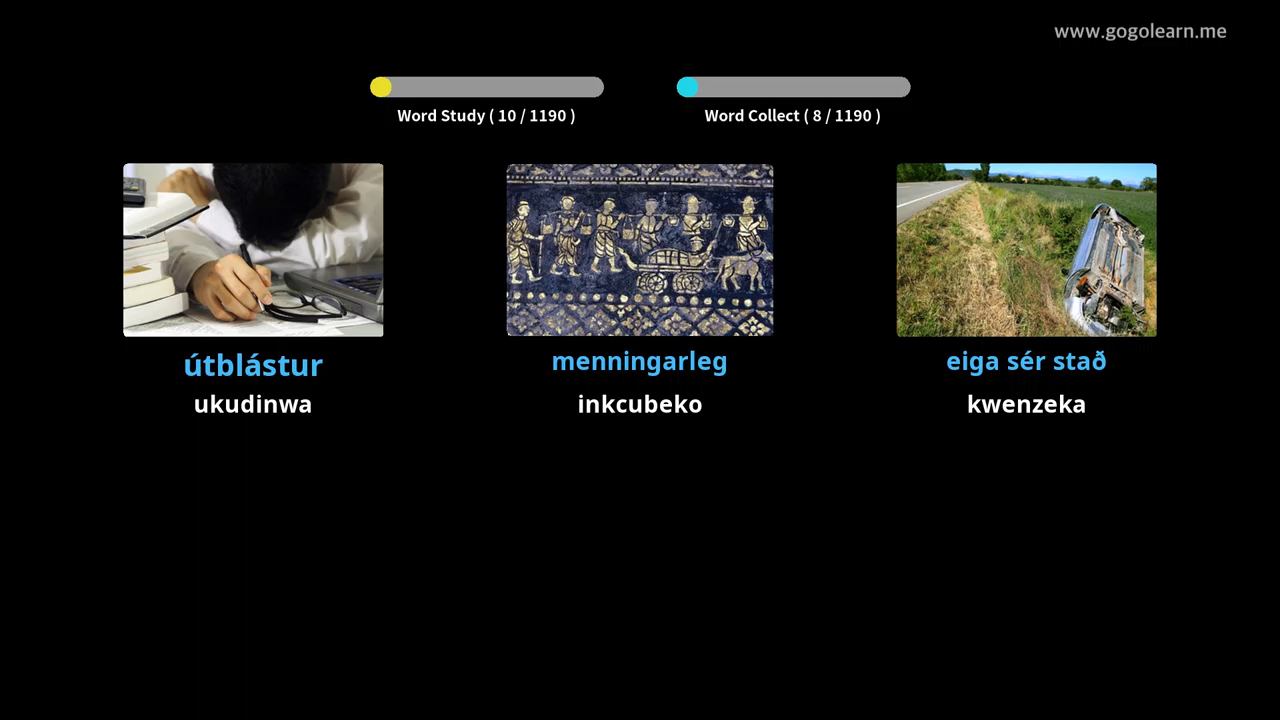 www.gogolearn.me
Word Study ( 10 / 1190 )
Word Collect ( 8 / 1190 )
útblástur
ukudinwa
menningarleg
inkcubeko
eiga sér stað
kwenzeka